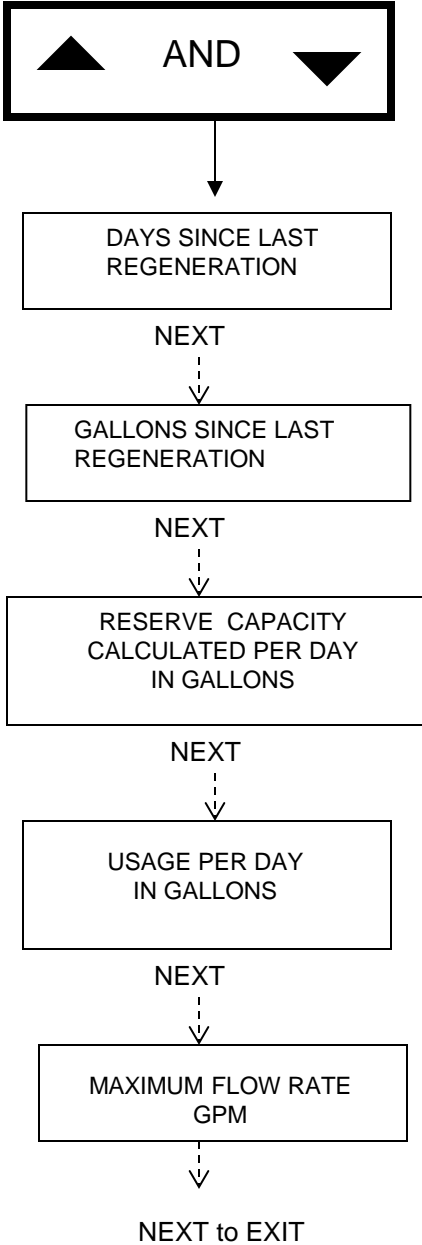 AND
DAYS SINCE LAST
REGENERATION
NEXT
GALLONS SINCE LAST
REGENERATION
NEXT
RESERVE CAPACITY
CALCULATED PER DAY
IN GALLONS
NEXT
USAGE PER DAY
IN GALLONS
NEXT
MAXIMUM FLOW RATE
GPM
NEXT to EXIT